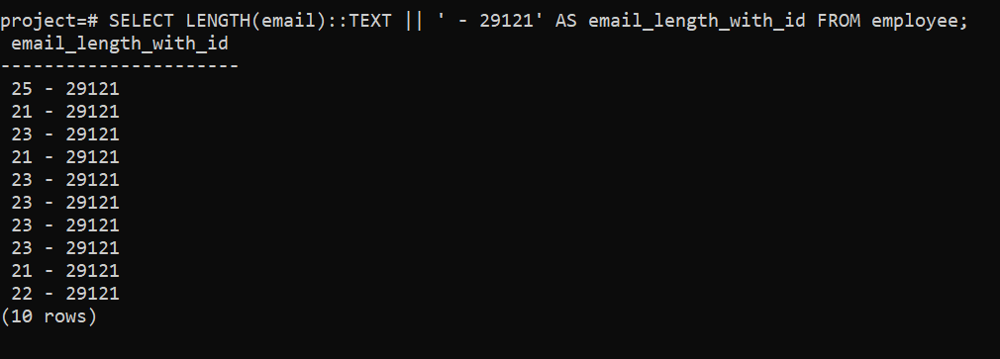 project=# SELECT LENGTH(email)::TEXT || ' - 29121' AS email_length_with_id FROM employee;
 email_length_with_id
----------------------
 25 - 29121
 21 - 29121
 23 - 29121
 21 - 29121
 23 - 29121
 23 - 29121
 23 - 29121
 23 - 29121
 21 - 29121
 22 - 29121
(10 rows)